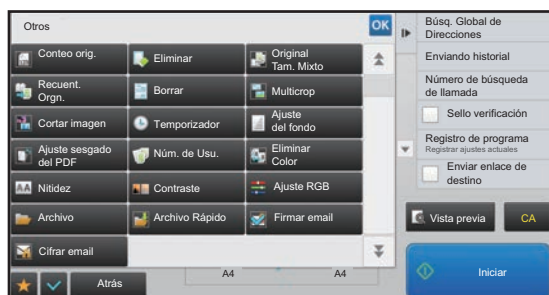 Otros
OK
Conteo orig.
Eliminar
Original
Tam. Mixto
Recuent.
Orgn.
Borrar
Multicrop
Cortar imagen
Temporizador
Ajuste
del fondo
Ajuste sesgado
del PDF
Núm. de Usu.
Eliminar
Color
AA
Nitidez
Contraste
Ajuste RGB
Archivo
Archivo Rápido
Firmar email
Cifrar email
Atrás
A4
A4
Búsq. Global de
Direcciones
Enviando historial
Número de búsqueda
de llamada
Sello verificación
Registro de programa
Registrar ajustes actuales
Enviar enlace de
destino
Vista previa
CA
Iniciar